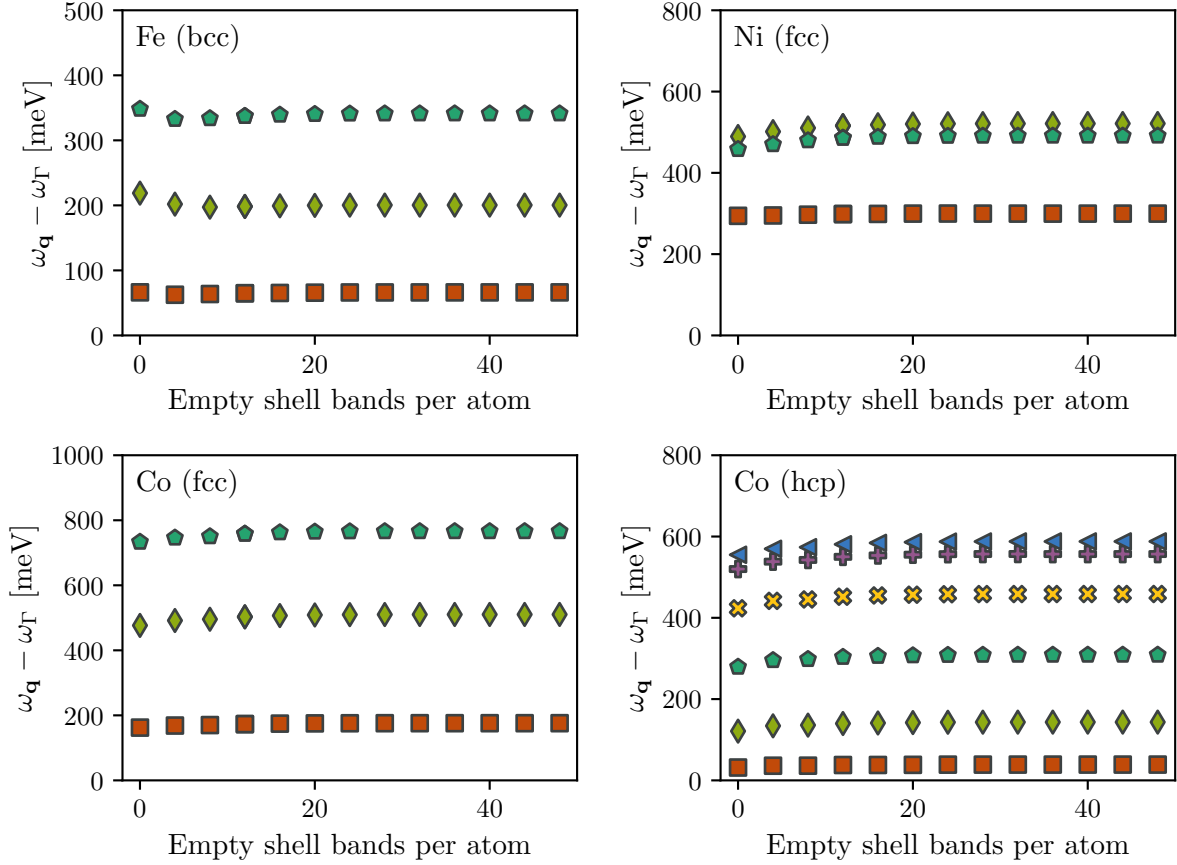 500
400
300
200
100
0
ω_q − ω_Γ [meV]
Fe (bcc)
0 20 40
Empty shell bands per atom
800
600
400
200
0
ω_q − ω_Γ [meV]
Ni (fcc)
0 20 40
Empty shell bands per atom
1000
800
600
400
200
0
ω_q − ω_Γ [meV]
Co (fcc)
0 20 40
Empty shell bands per atom
800
600
400
200
0
ω_q − ω_Γ [meV]
Co (hcp)
0 20 40
Empty shell bands per atom